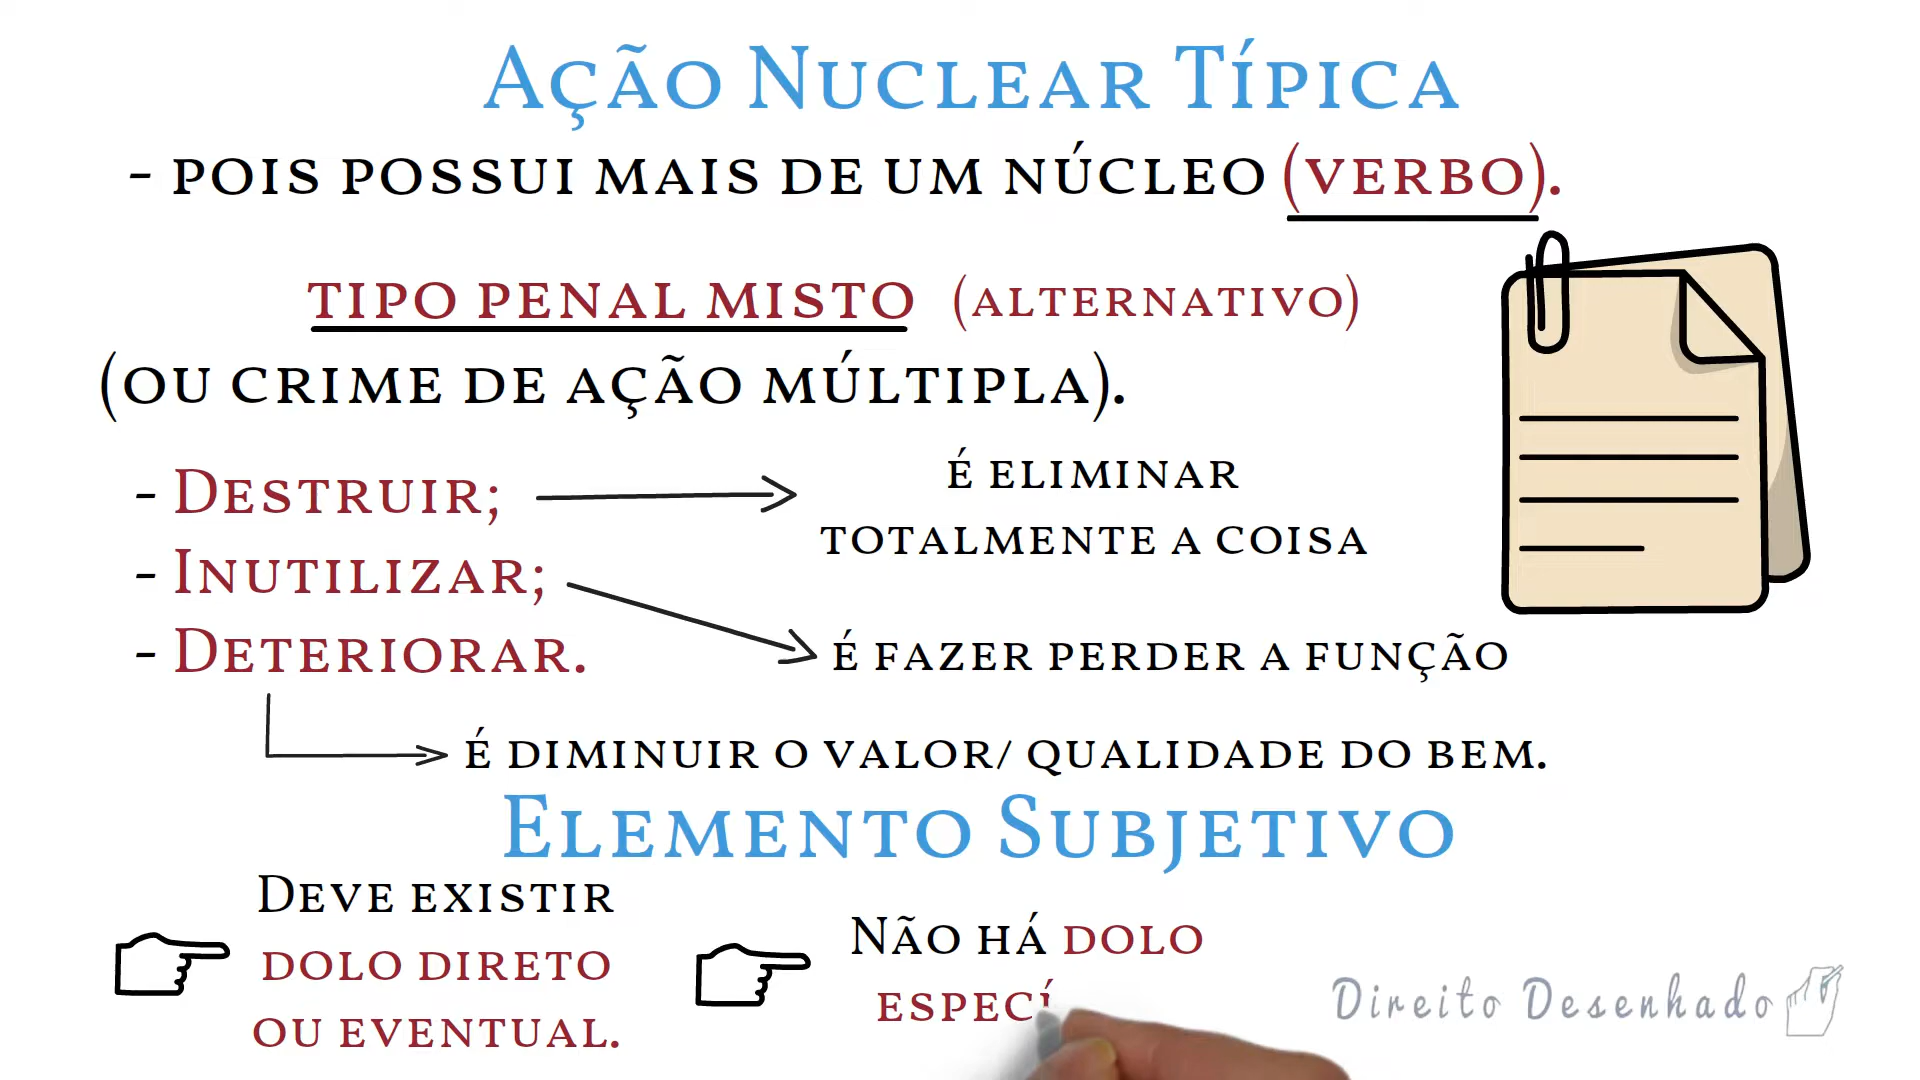 Ação Nuclear Típica
- pois possui mais de um núcleo (verbo).
tipo penal misto (alternativo)
(ou crime de ação múltipla).
- Destruir;
é eliminar
totalmente a coisa
- Inutilizar;
é fazer perder a função
- Deteriorar.
é diminuir o valor/ qualidade do bem.
Elemento Subjetivo
Deve existir
dolo direto
ou eventual.
Não há dolo
especí
Direito Desenhado